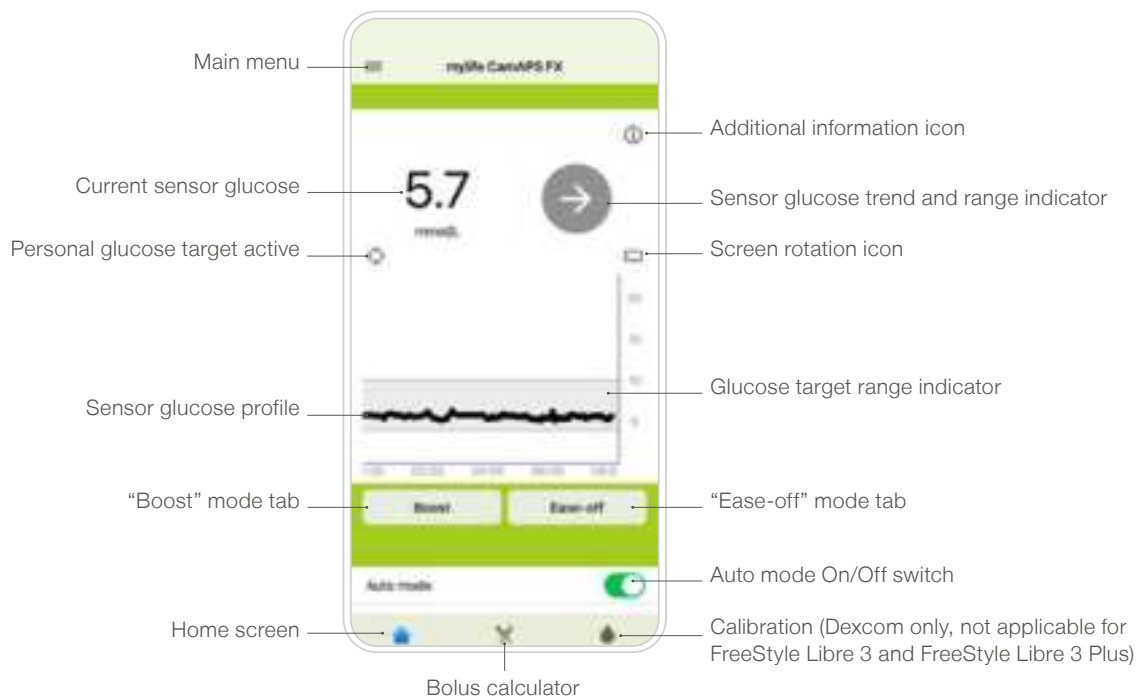 Main menu
mylife CamAPS FX
Additional information icon
Current sensor glucose
5.7
mmol/L
Sensor glucose trend and range indicator
Personal glucose target active
Screen rotation icon
Glucose target range indicator
Sensor glucose profile
“Boost” mode tab
Boost
Ease-off
“Ease-off” mode tab
Auto mode
Auto mode On/Off switch
Home screen
Calibration (Dexcom only, not applicable for
FreeStyle Libre 3 and FreeStyle Libre 3 Plus)
Bolus calculator